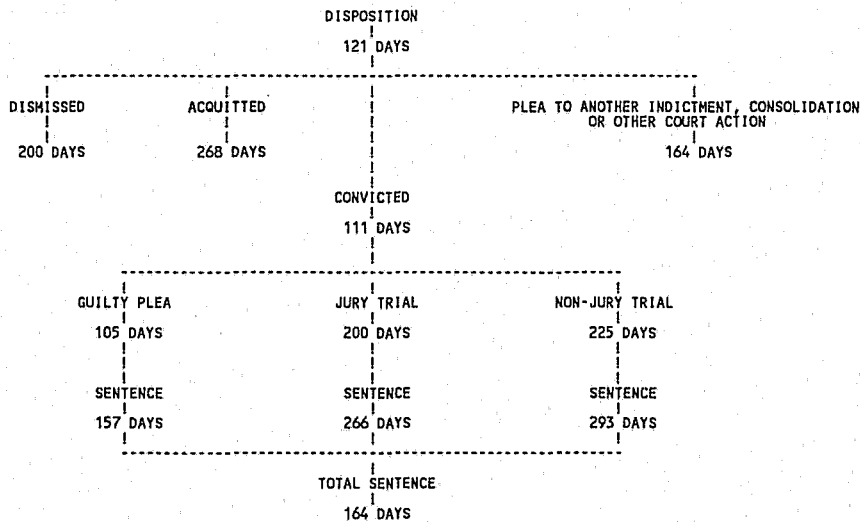 DISPOSITION
121 DAYS
DISMISSED ACQUITTED PLEA TO ANOTHER INDICTMENT, CONSOLIDATION
OR OTHER COURT ACTION
200 DAYS 268 DAYS 164 DAYS
CONVICTED
111 DAYS
GUILTY PLEA JURY TRIAL NON-JURY TRIAL
105 DAYS 200 DAYS 225 DAYS
SENTENCE SENTENCE SENTENCE
157 DAYS 266 DAYS 293 DAYS
TOTAL SENTENCE
164 DAYS